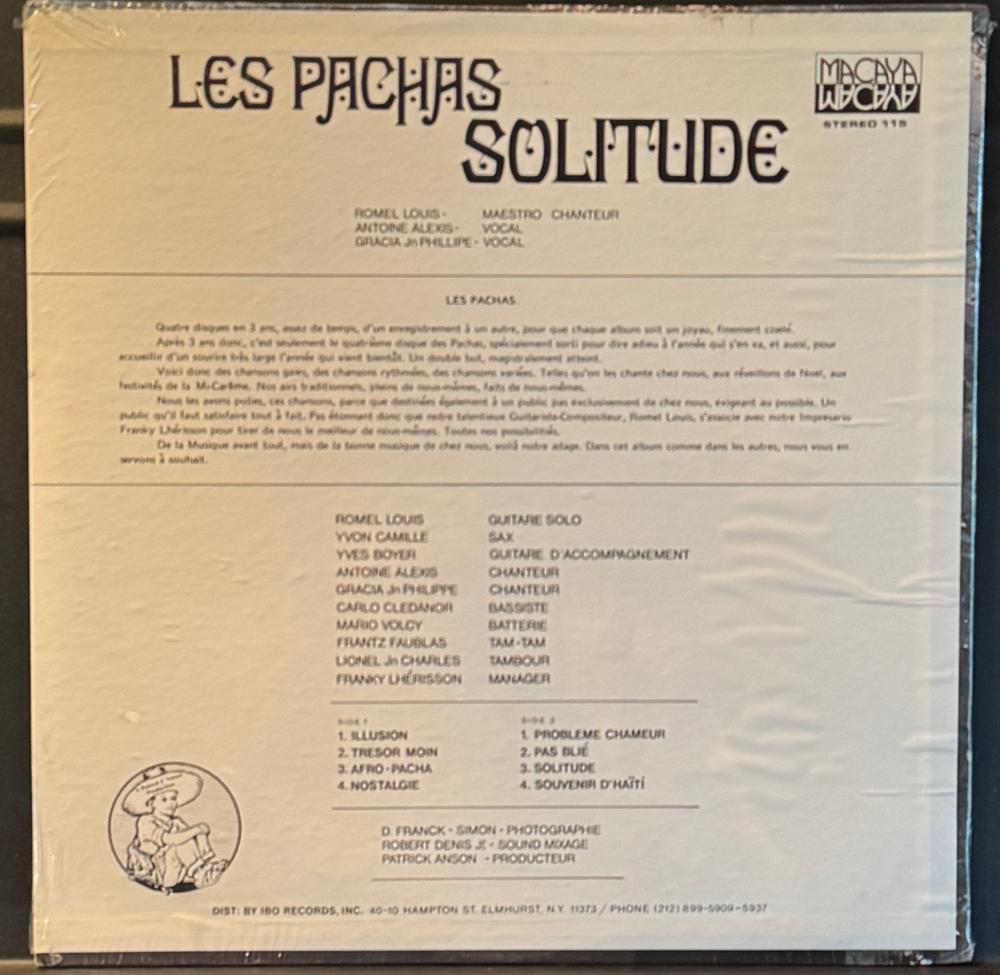 LES PACHAS
SOLITUDE
MACAYA
STEREO 115
ROMEL LOUIS - MAESTRO CHANTEUR
ANTOINE ALEXIS - VOCAL
GRACIA Jn PHILLIPE - VOCAL
LES PACHAS
Quatre disques en 3 ans, assez de temps, d'un enregistrement à un autre, pour que chaque album soit un joyau, finement ciselé.
Après 3 ans donc, c'est seulement le quatrième disque des Pachas, spécialement sorti pour dire adieu à l'année qui s'en va, et aussi, pour
accueillir d'un sourire très large l'année qui vient bientôt. Un double but, magistralement atteint.
Voici donc des chansons gaies, des chansons rythmées, des chansons variées. Telles qu'on les chante chez nous, aux réveillons de Noel, aux
festivités de la Mi-Carême. Nos airs traditionnels, pleins de nous-mêmes, faits de nous-mêmes.
Nous les avons polies, ces chansons, parce que destinées également à un public pas exclusivement de chez nous, exigeant au possible. Un
public qu'il faut satisfaire tout à fait. Pas étonnant donc que notre talentueux Guitariste-Compositeur, Romel Louis, s'associe avec notre Impresario
Franky Lhérisson pour tirer de nous le meilleur de nous-mêmes. Toutes nos possibilités.
De la Musique avant tout, mais de la bonne musique de chez nous, voilà notre adage. Dans cet album comme dans les autres, nous vous en
servons à souhait.
ROMEL LOUIS GUITARE SOLO
YVON CAMILLE SAX
YVES BOYER GUITARE D'ACCOMPAGNEMENT
ANTOINE ALEXIS CHANTEUR
GRACIA Jn PHILIPPE CHANTEUR
CARLO CLEDANOR BASSISTE
MARIO VOLCY BATTERIE
FRANTZ FAUBLAS TAM-TAM
LIONEL Jn CHARLES TAMBOUR
FRANKY LHÉRISSON MANAGER
SIDE 1
1. ILLUSION
2. TRESOR MOIN
3. AFRO-PACHA
4. NOSTALGIE
SIDE 2
1. PROBLEME CHAMEUR
2. PAS BLIÉ
3. SOLITUDE
4. SOUVENIR D'HAÏTÍ
D. FRANCK - SIMON - PHOTOGRAPHIE
ROBERT DENIS Jr. - SOUND MIXAGE
PATRICK ANSON - PRODUCTEUR
DIST: BY IBO RECORDS, INC. 40-10 HAMPTON ST. ELMHURST, N.Y. 11373 / PHONE (212) 899-5909-5937